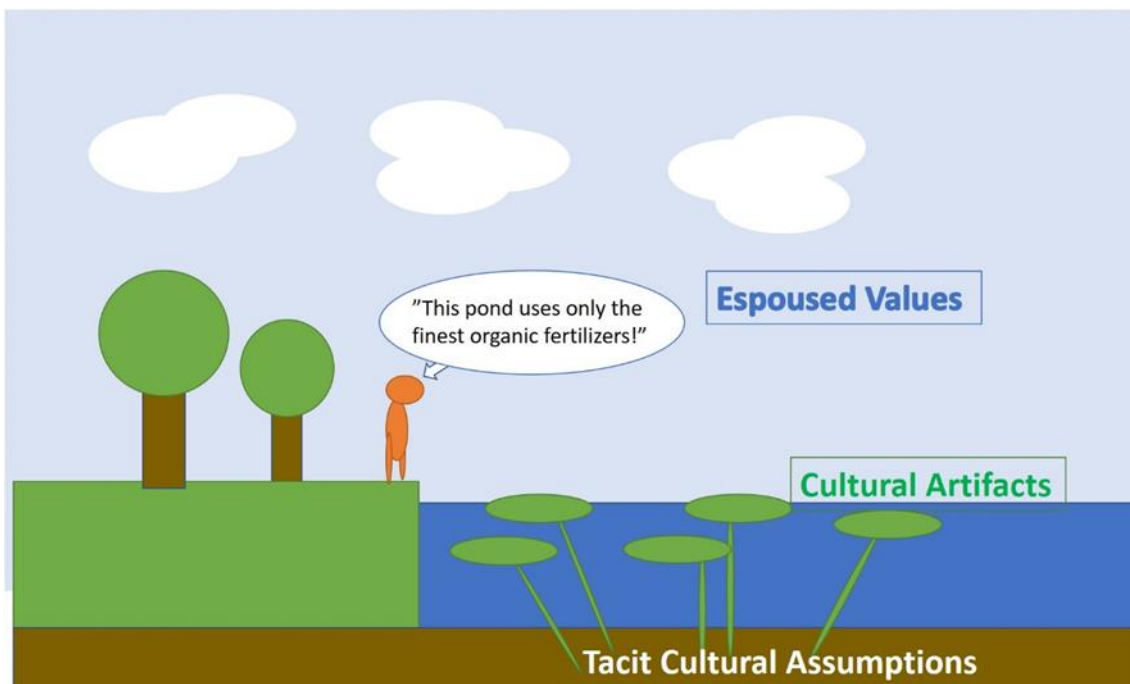 ”This pond uses only the
finest organic fertilizers!”
Espoused Values
Cultural Artifacts
Tacit Cultural Assumptions